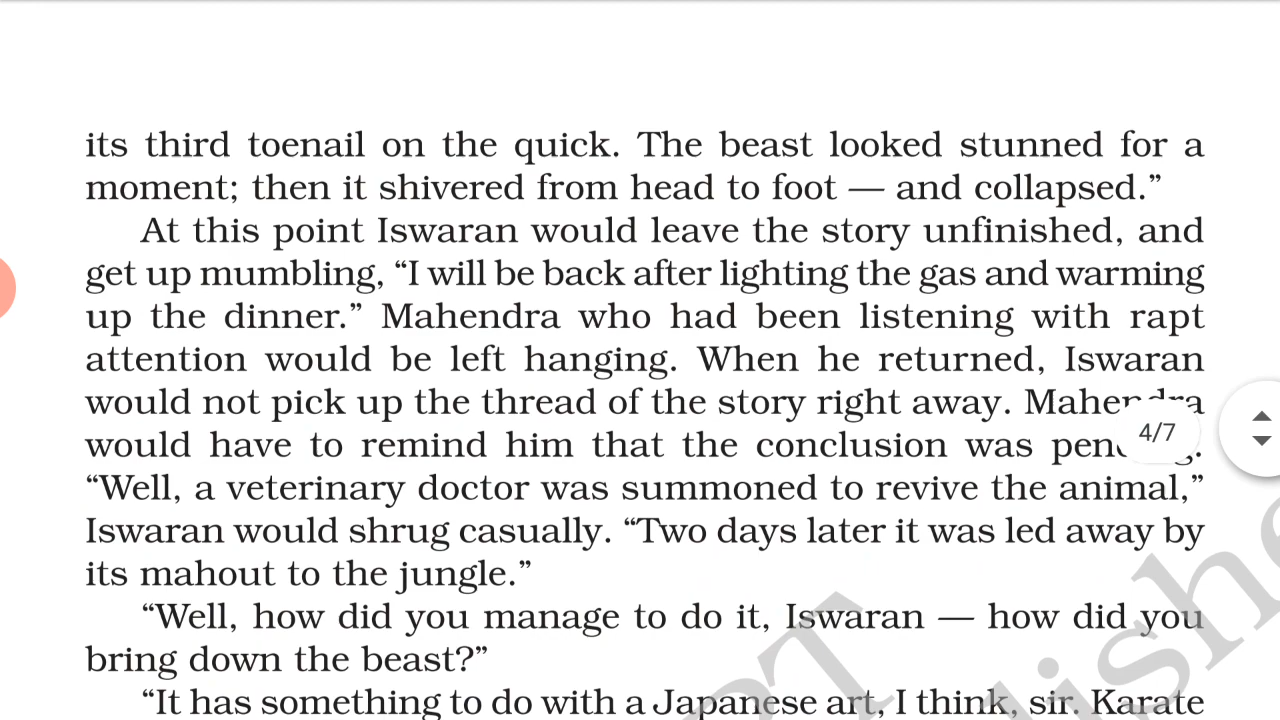 its third toenail on the quick. The beast looked stunned for a
moment; then it shivered from head to foot — and collapsed.”
At this point Iswaran would leave the story unfinished, and
get up mumbling, “I will be back after lighting the gas and warming
up the dinner.” Mahendra who had been listening with rapt
attention would be left hanging. When he returned, Iswaran
would not pick up the thread of the story right away. Mahendra
would have to remind him that the conclusion was pending.
4/7
“Well, a veterinary doctor was summoned to revive the animal,”
Iswaran would shrug casually. “Two days later it was led away by
its mahout to the jungle.”
“Well, how did you manage to do it, Iswaran — how did you
bring down the beast?”
“It has something to do with a Japanese art, I think, sir. Karate